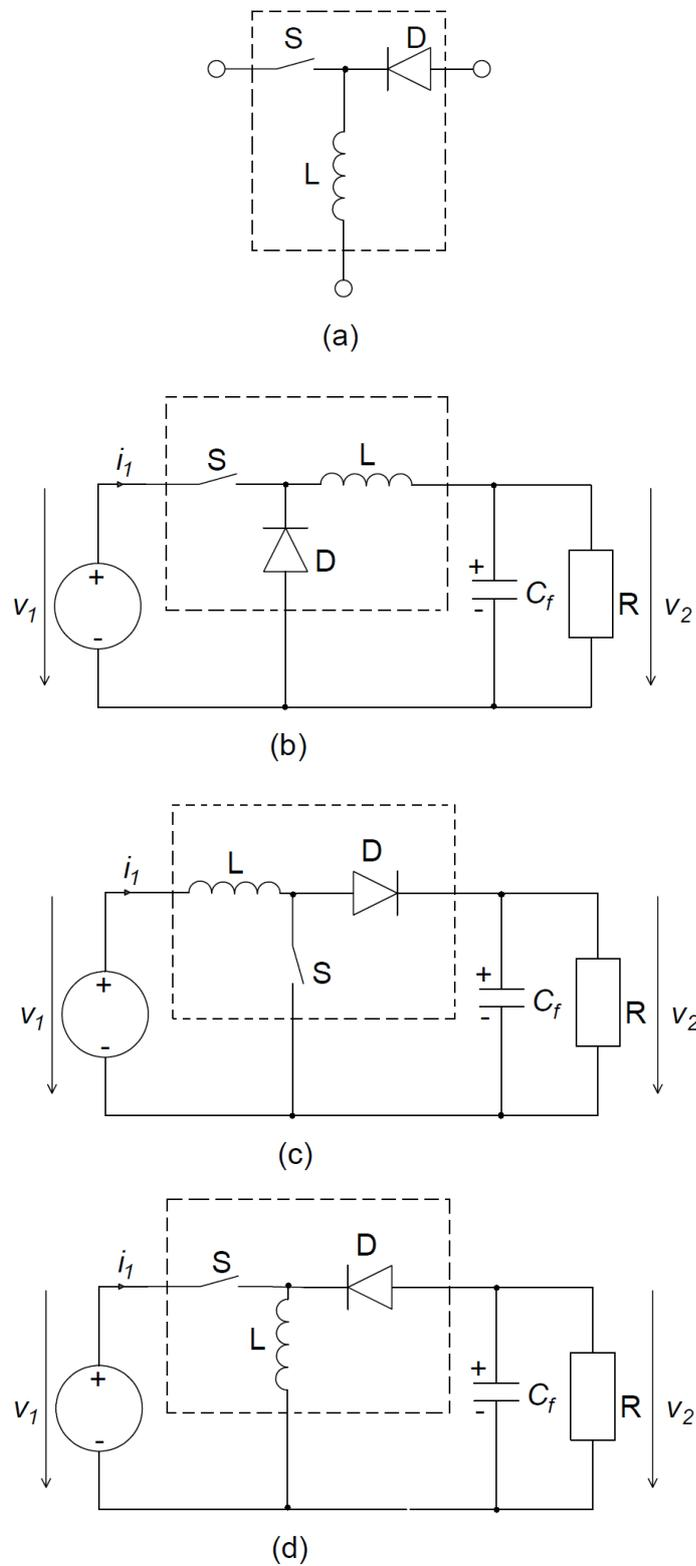 S D
L
(a)
i1 S L
D
v1 + - + - Cf R v2
(b)
i1 L D
S
v1 + - + - Cf R v2
(c)
i1 S D
L
v1 + - + - Cf R v2
(d)